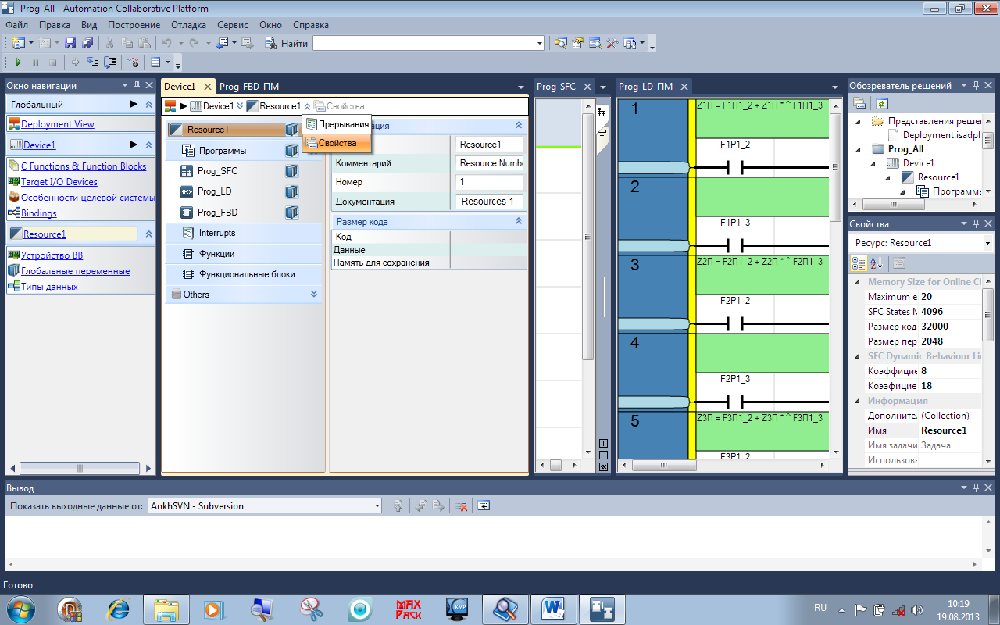 Prog_All - Automation Collaborative Platform
Файл Правка Вид Построение Отладка Сервис Окно Справка
Найти
Окно навигации
Глобальный
Deployment View
Device1
C Functions & Function Blocks
Target I/O Devices
Особенности целевой системы
Bindings
Resource1
Устройство ВВ
Глобальные переменные
Типы данных
Device1 Prog_FBD-ПМ
Device1 Resource1 Свойства
Прерывания
Свойства
Resource1
Программы
Prog_SFC
Prog_LD
Prog_FBD
Interrupts
Функции
Функциональные блоки
Others
ация
Resource1
Комментарий Resource Numbe
Номер 1
Документация Resources 1
Размер кода
Код
Данные
Память для сохранения
Prog_SFC
Prog_LD-ПМ
1
Z1П = F1П1_2 + Z1П * ^ F1П1_3
F1P1_2
2
F1P1_3
3
Z2П = F2П1_2 + Z2П * ^ F2П1_3
F2P1_2
4
F2P1_3
5
Z3П = F3П1_2 + Z3П * ^ F3П1_3
F3P1_2
Обозреватель решений
Представления реше
Deployment.isadpl
Prog_All
Device1
Resource1
Программы
Свойства
Ресурс: Resource1
Memory Size for Online Cl
Maximum e 20
SFC States M 4096
Размер код 32000
Размер пер 2048
SFC Dynamic Behaviour Li
Коэффицие 8
Коэзфицие 18
Информация
Дополните. (Collection)
Имя Resource1
Имя задачи Задача
Использова
Вывод
Показать выходные данные от: AnkhSVN - Subversion
Готово
MAX PACK
KMP
RU
10:19
19.08.2013